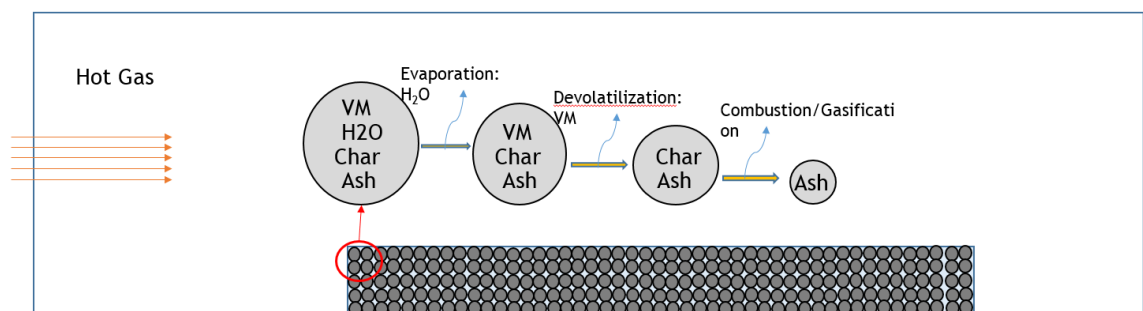 Hot Gas
Evaporation:
H₂O
VM
H2O
Char
Ash
Devolatilization:
VM
VM
Char
Ash
Combustion/Gasificati
on
Char
Ash
Ash